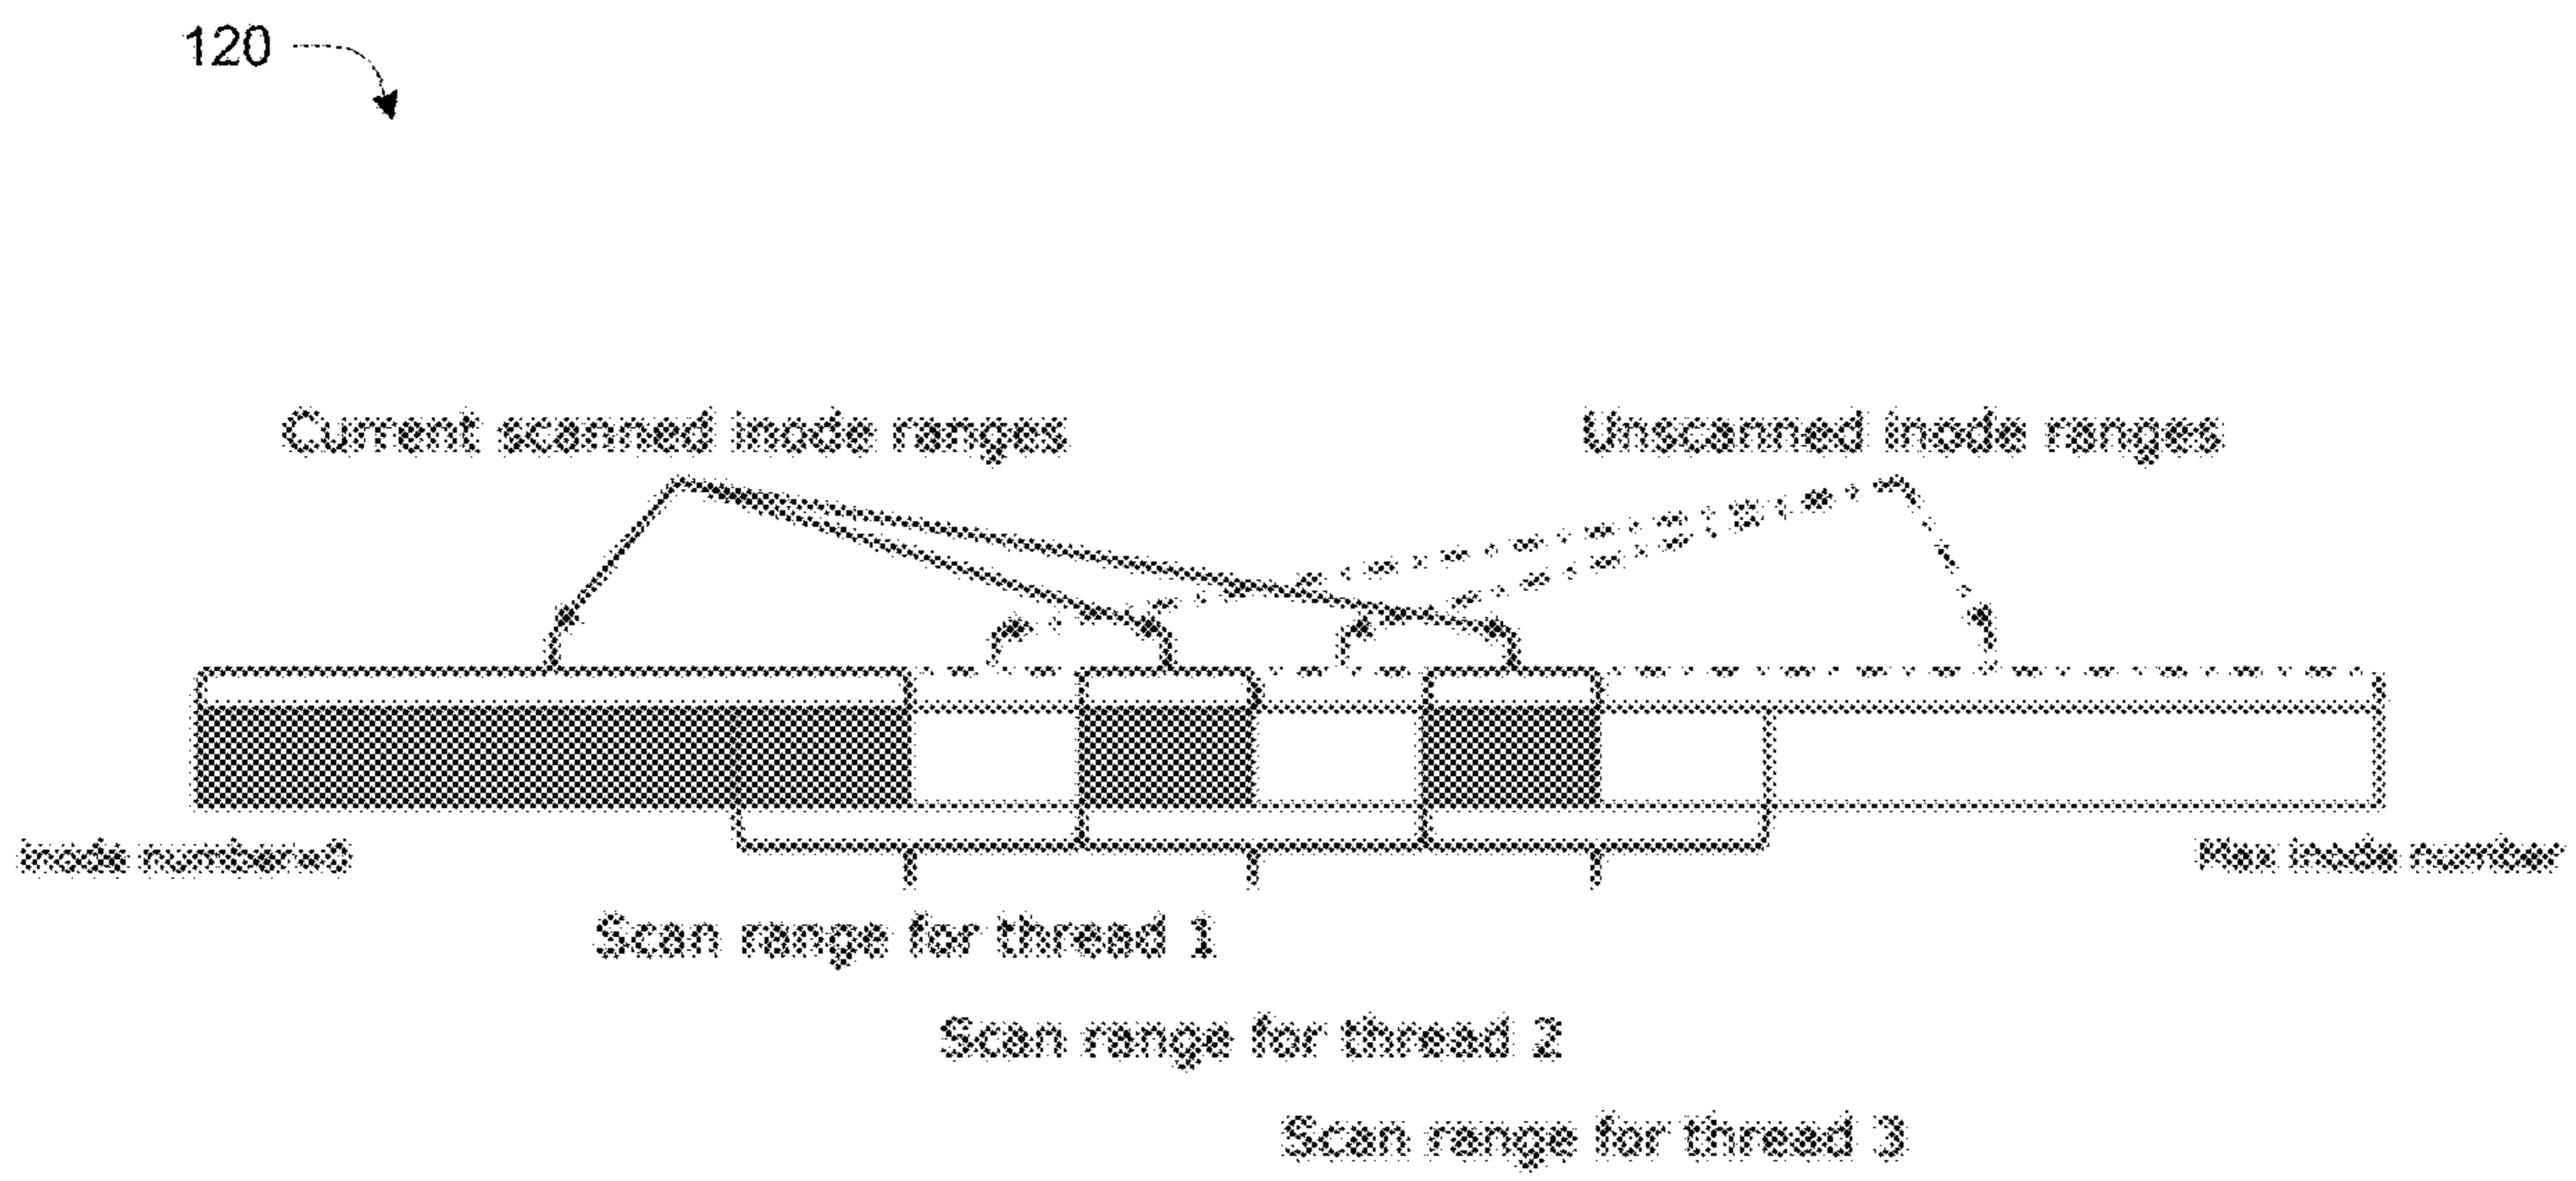 120
Current scanned inode ranges
Unscanned inode ranges
inode number=0
Max inode number
Scan range for thread 1
Scan range for thread 2
Scan range for thread 3